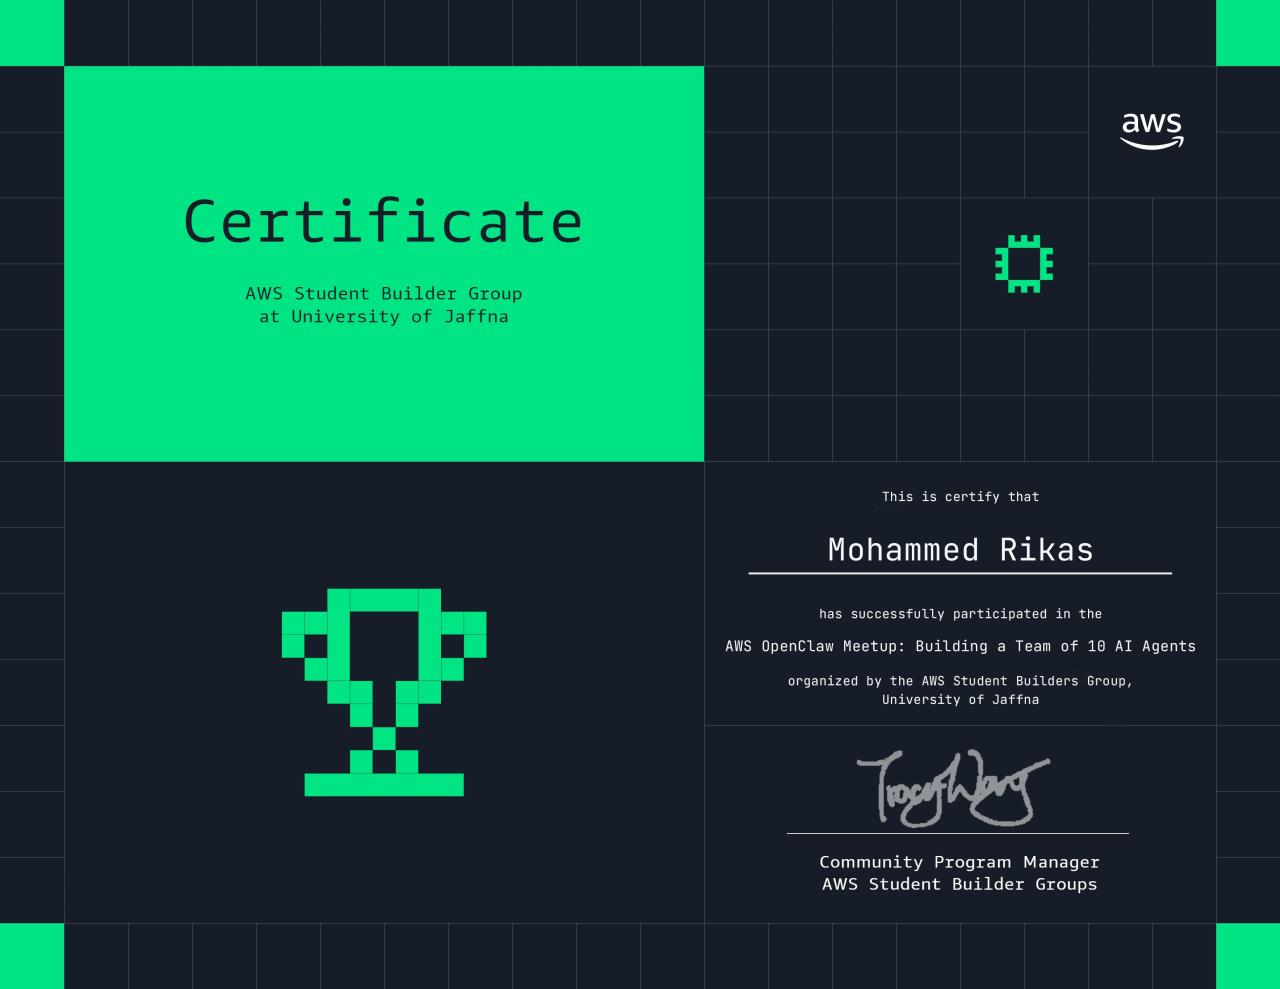 Certificate
AWS Student Builder Group
at University of Jaffna
aws
This is certify that
Mohammed Rikas
has successfully participated in the
AWS OpenClaw Meetup: Building a Team of 10 AI Agents
organized by the AWS Student Builders Group,
University of Jaffna
Tracy Wang
Community Program Manager
AWS Student Builder Groups